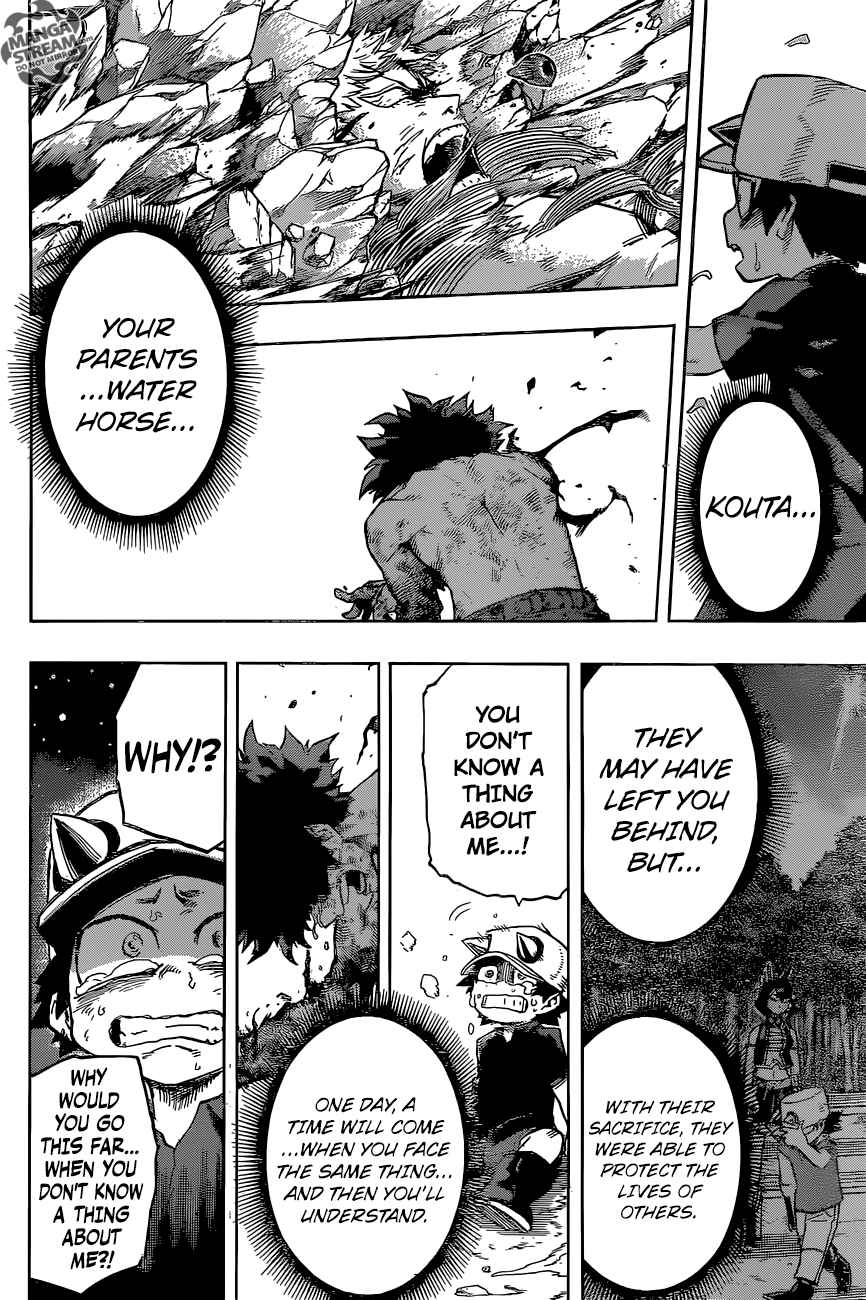 MANGA
STREAM.COM
DO NOT MIRROR
KOUTA...
YOUR
PARENTS
...WATER
HORSE...
THEY
MAY HAVE
LEFT YOU
BEHIND,
BUT...
WITH THEIR
SACRIFICE, THEY
WERE ABLE TO
PROTECT THE
LIVES OF
OTHERS.
YOU
DON'T
KNOW A
THING
ABOUT
ME...!
ONE DAY, A
TIME WILL COME
...WHEN YOU FACE
THE SAME THING...
AND THEN YOU'LL
UNDERSTAND.
WHY!?
WHY
WOULD
YOU GO
THIS FAR...
WHEN YOU
DON'T KNOW
A THING
ABOUT
ME?!